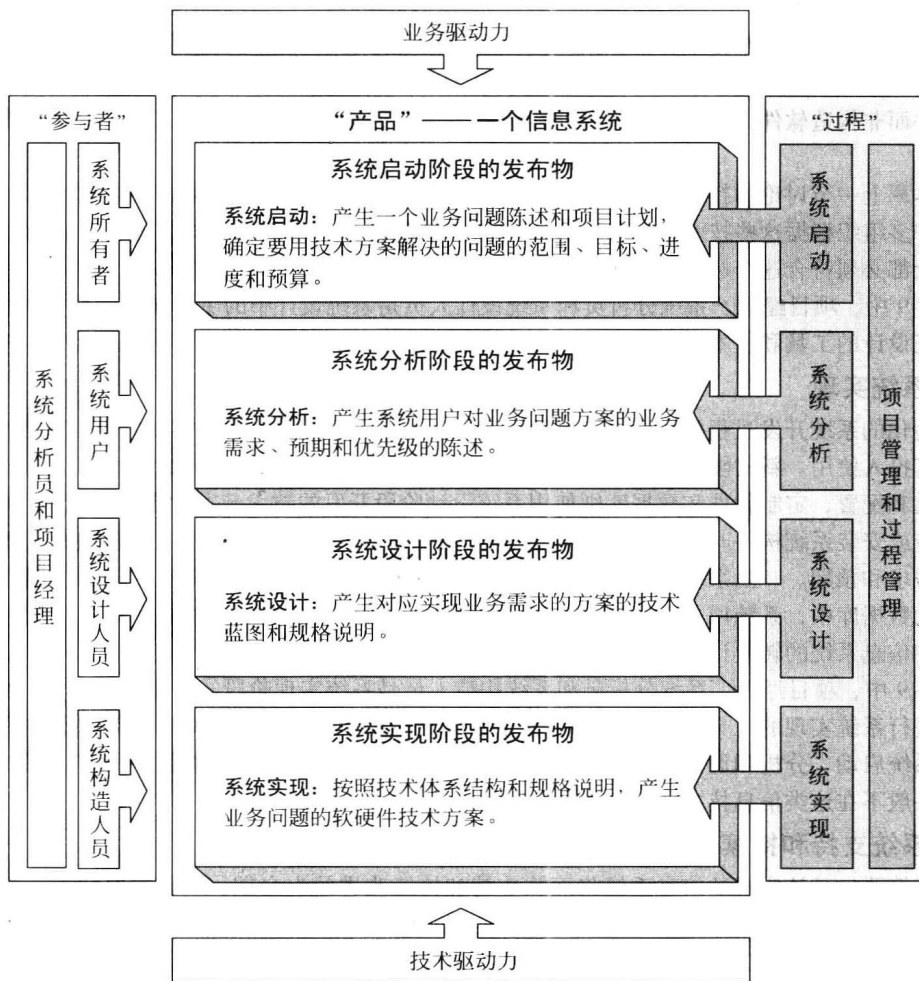 业务驱动力
“参与者”
系统分析员和项目经理
系统所有者
系统用户
系统设计人员
系统构造人员
“产品”——一个信息系统
系统启动阶段的发布物
系统启动：产生一个业务问题陈述和项目计划，
确定要用技术方案解决的问题的范围、目标、进
度和预算。
系统分析阶段的发布物
系统分析：产生系统用户对业务问题方案的业务
需求、预期和优先级的陈述。
系统设计阶段的发布物
系统设计：产生对应实现业务需求的方案的技术
蓝图和规格说明。
系统实现阶段的发布物
系统实现：按照技术体系结构和规格说明，产生
业务问题的软硬件技术方案。
“过程”
系统启动
系统分析
系统设计
系统实现
项目管理和过程管理
技术驱动力